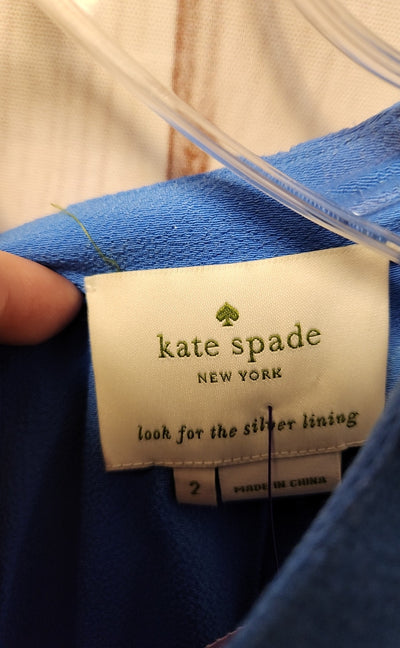 kate spade
NEW YORK
look for the silver lining
2
MADE IN CHINA